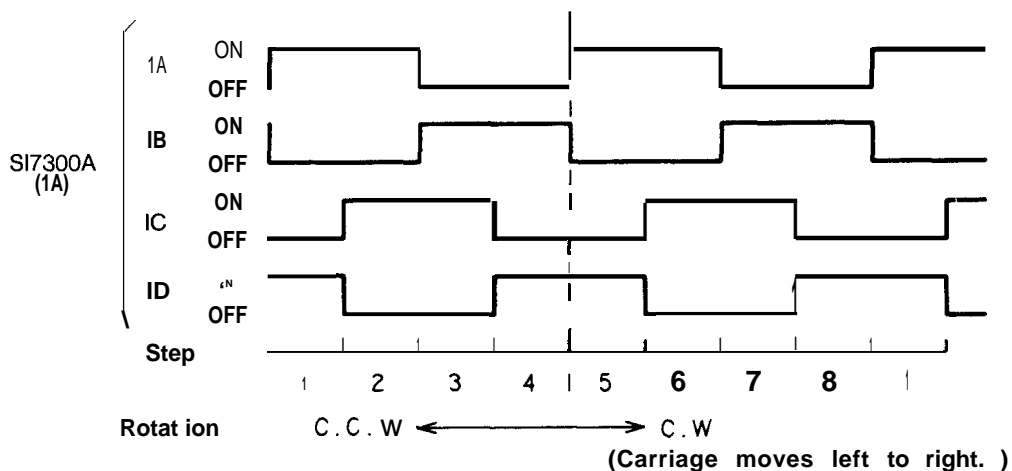 1A ON
OFF
IB ON
OFF
SI7300A
(1A)
IC ON
OFF
ID ‘N
OFF
Step
1 2 3 4 5 6 7 8 1
Rotat ion C.C.W C.W
(Carriage moves left to right. )